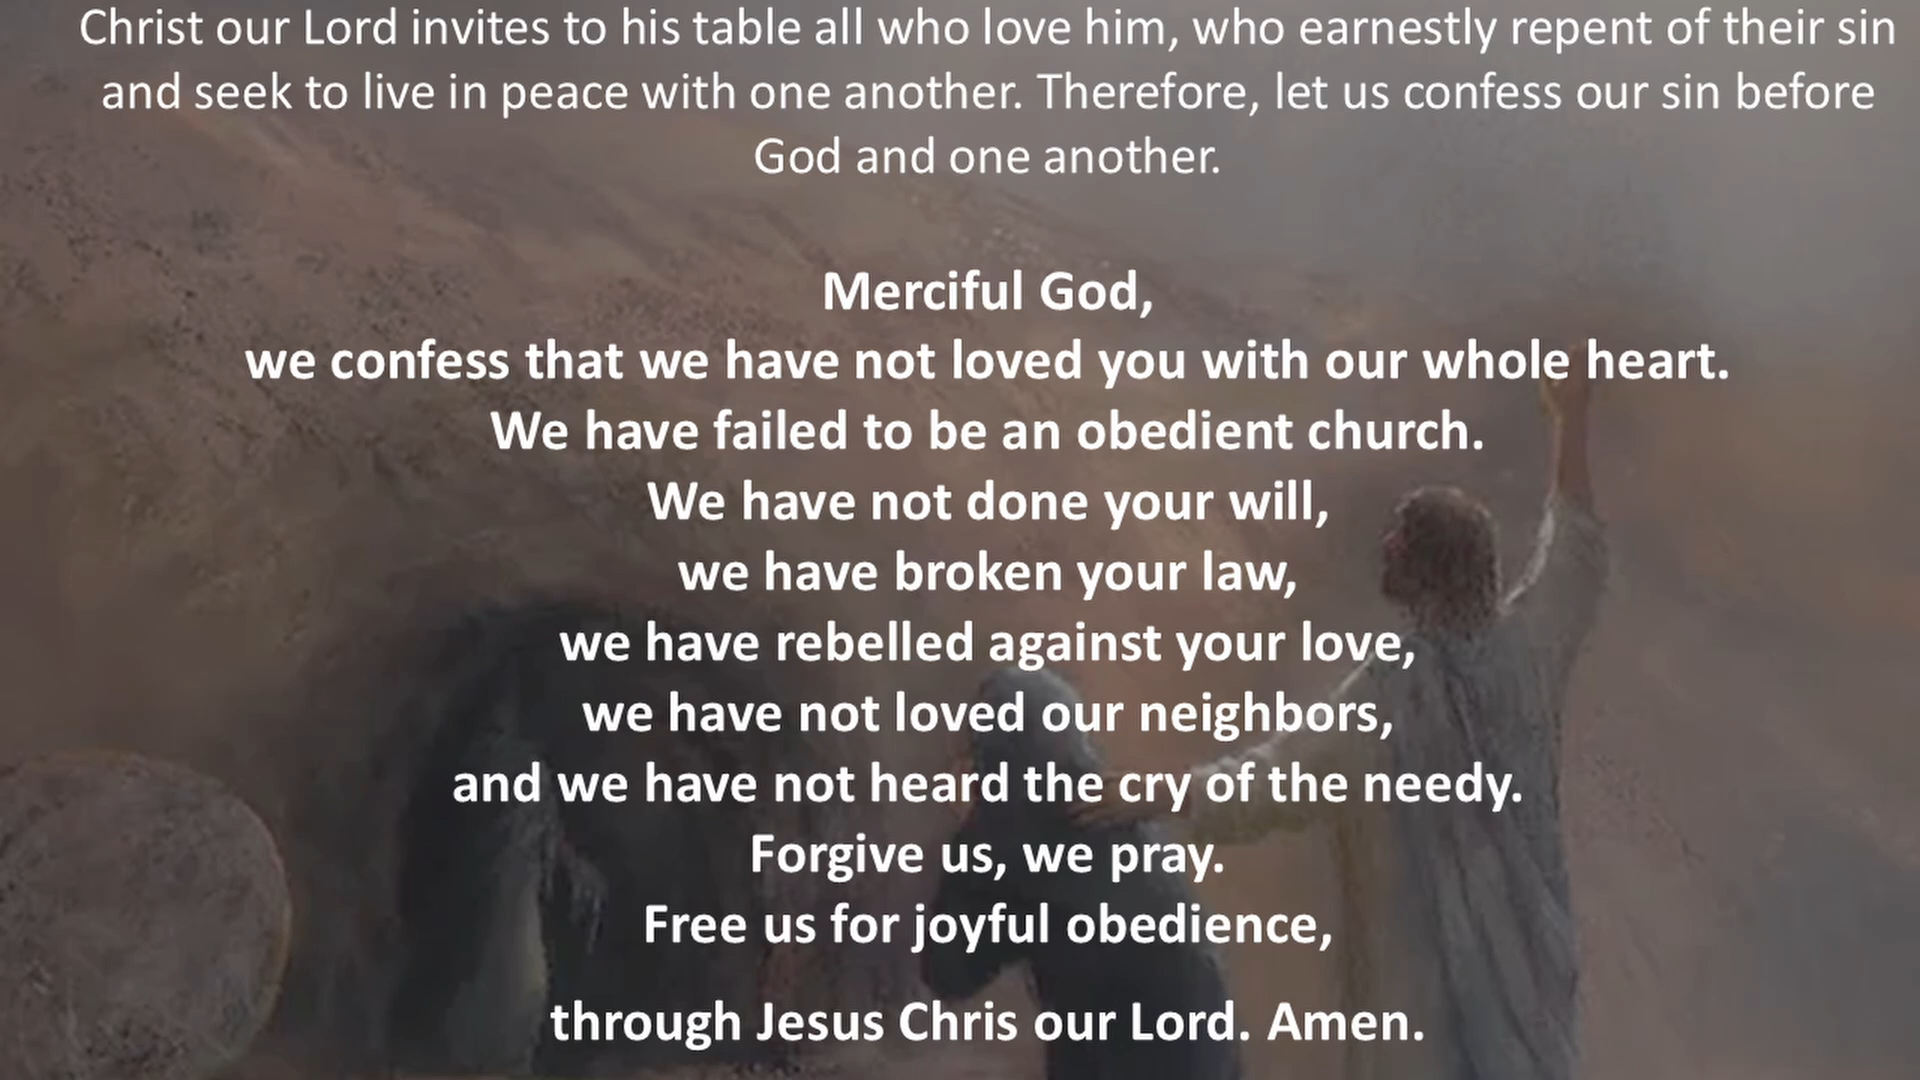 Christ our Lord invites to his table all who love him, who earnestly repent of their sin
and seek to live in peace with one another. Therefore, let us confess our sin before
God and one another.
Merciful God,
we confess that we have not loved you with our whole heart.
We have failed to be an obedient church.
We have not done your will,
we have broken your law,
we have rebelled against your love,
we have not loved our neighbors,
and we have not heard the cry of the needy.
Forgive us, we pray.
Free us for joyful obedience,
through Jesus Chris our Lord. Amen.